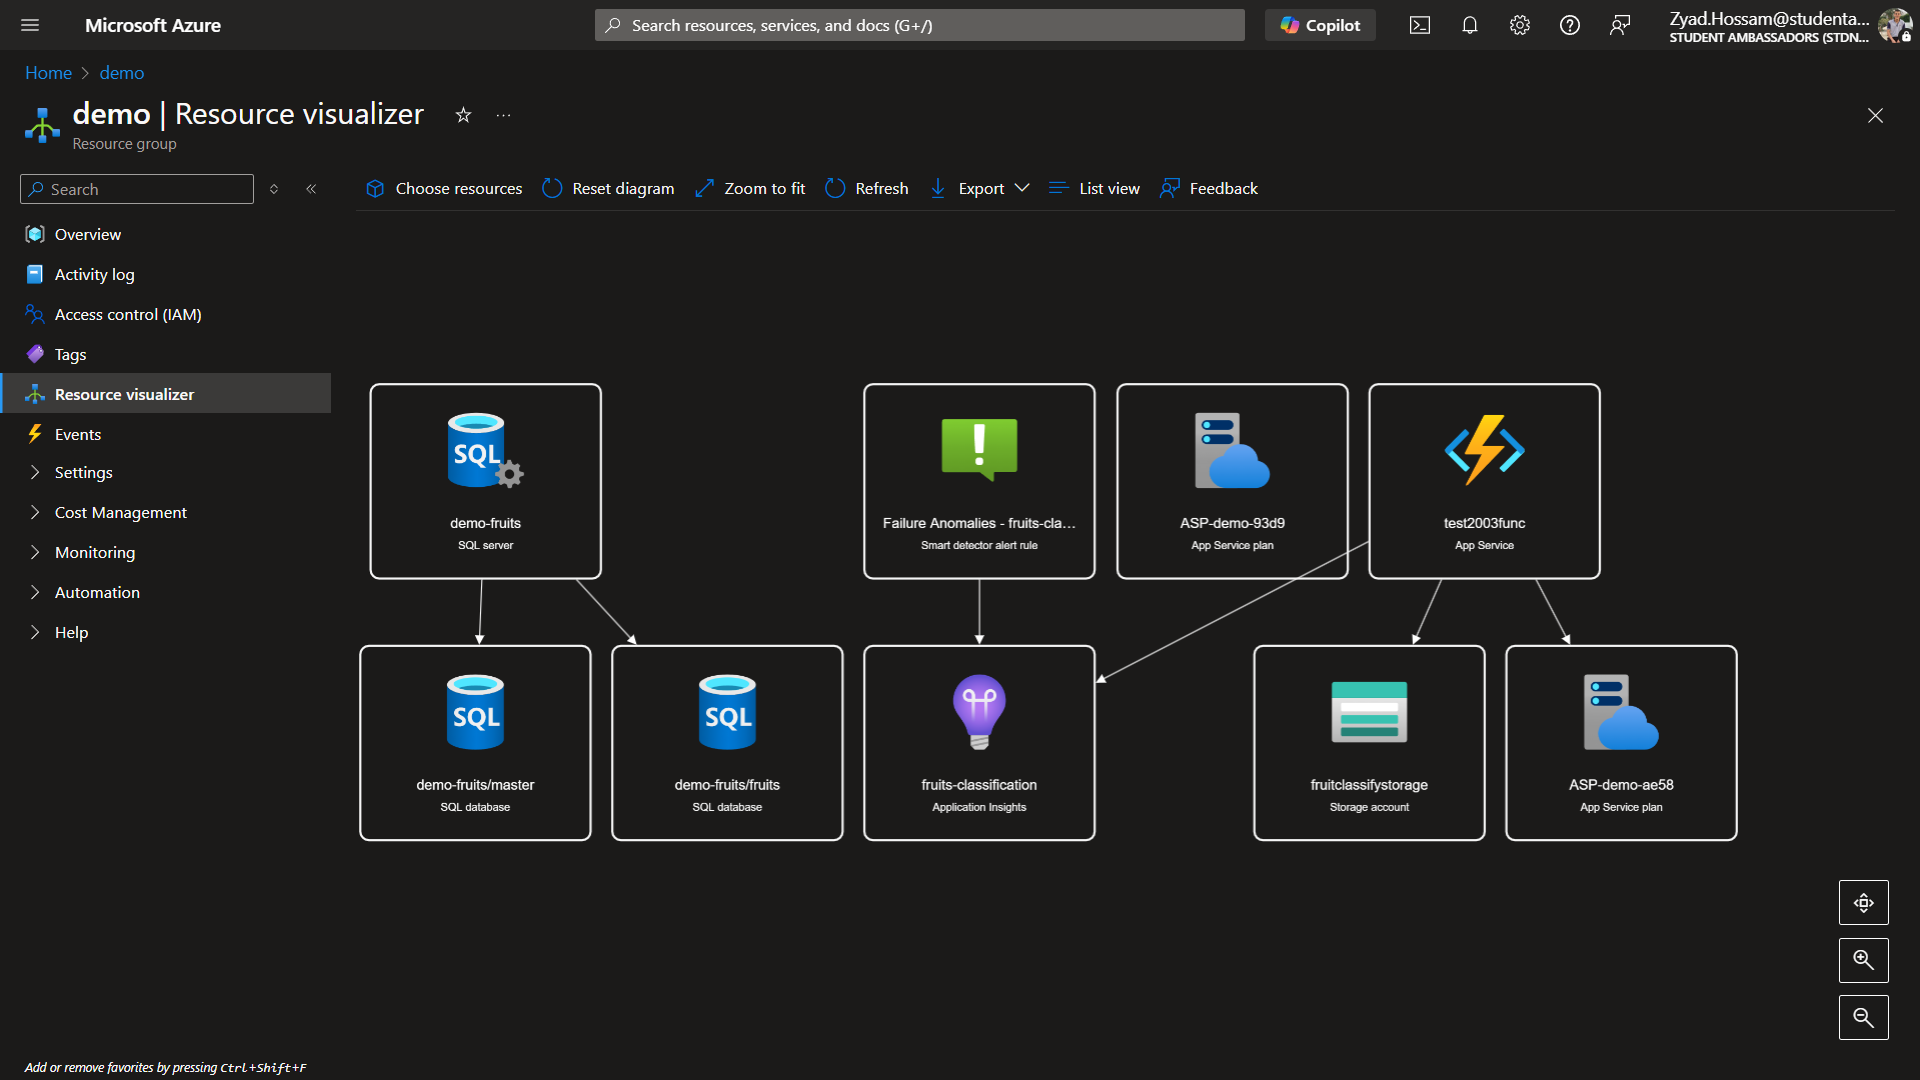 Microsoft Azure
Search resources, services, and docs (G+/)
Copilot
Zyad.Hossam@studenta...
STUDENT AMBASSADORS (STDN...
Home > demo
demo | Resource visualizer
Resource group
Search
Choose resources
Reset diagram
Zoom to fit
Refresh
Export
List view
Feedback
Overview
Activity log
Access control (IAM)
Tags
Resource visualizer
Events
Settings
Cost Management
Monitoring
Automation
Help
SQL
demo-fruits
SQL server
Failure Anomalies - fruits-cla...
Smart detector alert rule
ASP-demo-93d9
App Service plan
test2003func
App Service
SQL
demo-fruits/master
SQL database
SQL
demo-fruits/fruits
SQL database
fruits-classification
Application Insights
fruitclassifystorage
Storage account
ASP-demo-ae58
App Service plan
Add or remove favorites by pressing Ctrl+Shift+F